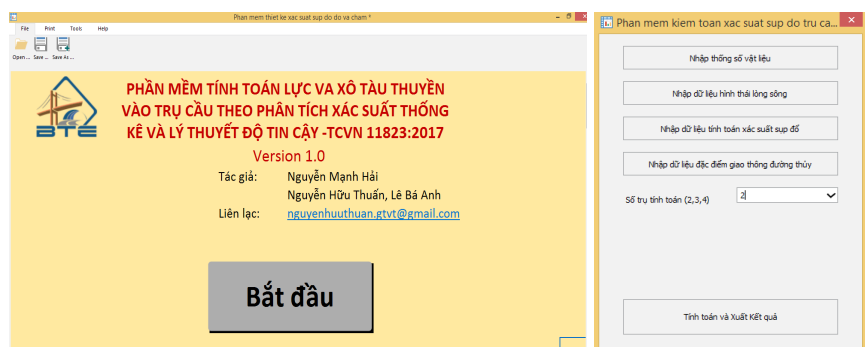 Phan mem thiet ke xac suat sup do do va cham *
File Print Tools Help
Open ... Save ... Save As ...
BTE
PHẦN MỀM TÍNH TOÁN LỰC VA XÔ TÀU THUYỀN
VÀO TRỤ CẦU THEO PHÂN TÍCH XÁC SUẤT THỐNG
KÊ VÀ LÝ THUYẾT ĐỘ TIN CẬY -TCVN 11823:2017
Version 1.0
Tác giả: Nguyễn Mạnh Hải
Nguyễn Hữu Thuấn, Lê Bá Anh
Liên lạc: nguyenhuuthuan.gtvt@gmail.com
Bắt đầu
Phan mem kiem toan xac suat sup do tru ca...
Nhập thông số vật liệu
Nhập dữ liệu hình thái lòng sông
Nhập dữ liệu tính toán xác suất sụp đổ
Nhập dữ liệu đặc điểm giao thông đường thủy
Số trụ tính toán (2,3,4) 2
Tính toán và Xuất Kết quả